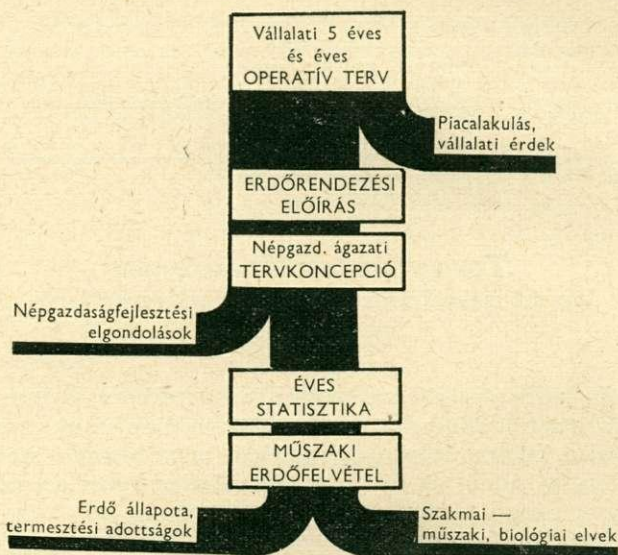 Vállalati 5 éves
és éves
OPERATÍV TERV
Piacalakulás,
vállalati érdek
ERDŐRENDEZÉSI
ELŐÍRÁS
Népgazd. ágazati
TERVKONCEPCIÓ
Népgazdaságfejlesztési
elgondolások
ÉVES
STATISZTIKA
MŰSZAKI
ERDŐFELVÉTEL
Erdő állapota,
termesztési adottságok
Szakmai —
műszaki, biológiai elvek